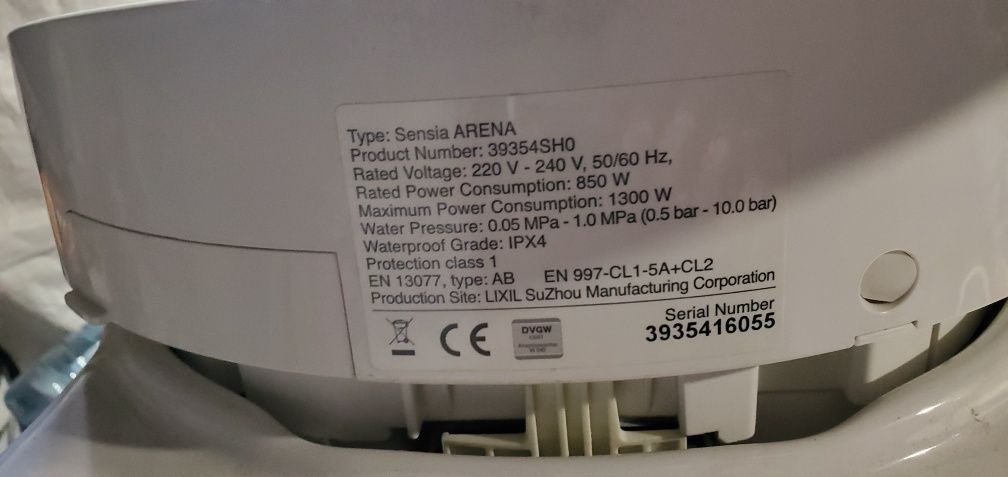 Type: Sensia ARENA
Product Number: 39354SH0
Rated Voltage: 220 V - 240 V, 50/60 Hz,
Rated Power Consumption: 850 W
Maximum Power Consumption: 1300 W
Water Pressure: 0.05 MPa - 1.0 MPa (0.5 bar - 10.0 bar)
Waterproof Grade: IPX4
Protection class 1
EN 13077, type: AB EN 997-CL1-5A+CL2
Production Site: LIXIL SuZhou Manufacturing Corporation
CE
DVGW
Serial Number
3935416055